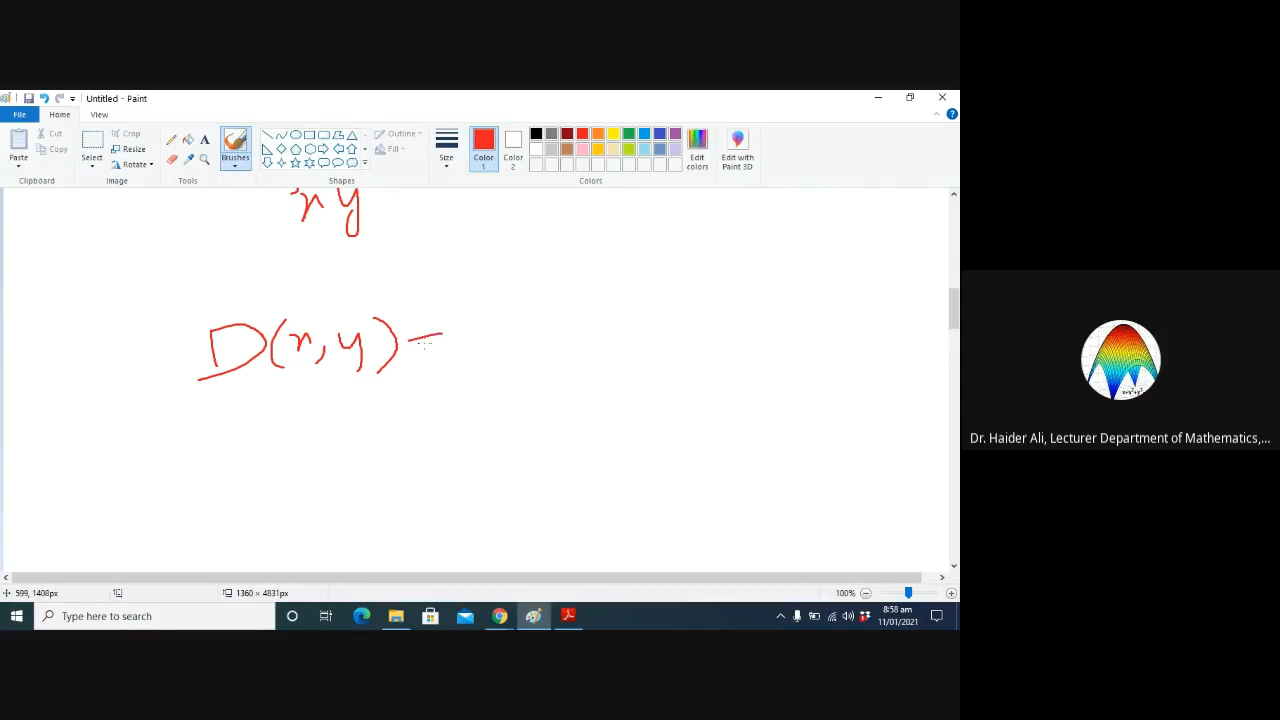 Untitled - Paint
File Home View
Cut
Copy
Paste
Clipboard
Select
Crop
Resize
Rotate
Image
Tools
Brushes
Shapes
Outline
Fill
Size
Color 1
Color 2
Edit colors
Edit with Paint 3D
Colors
x y
D(x, y) =
599, 1408px
1360 × 4831px
100%
Type here to search
8:58 am
11/01/2021
Dr. Haider Ali, Lecturer Department of Mathematics,...